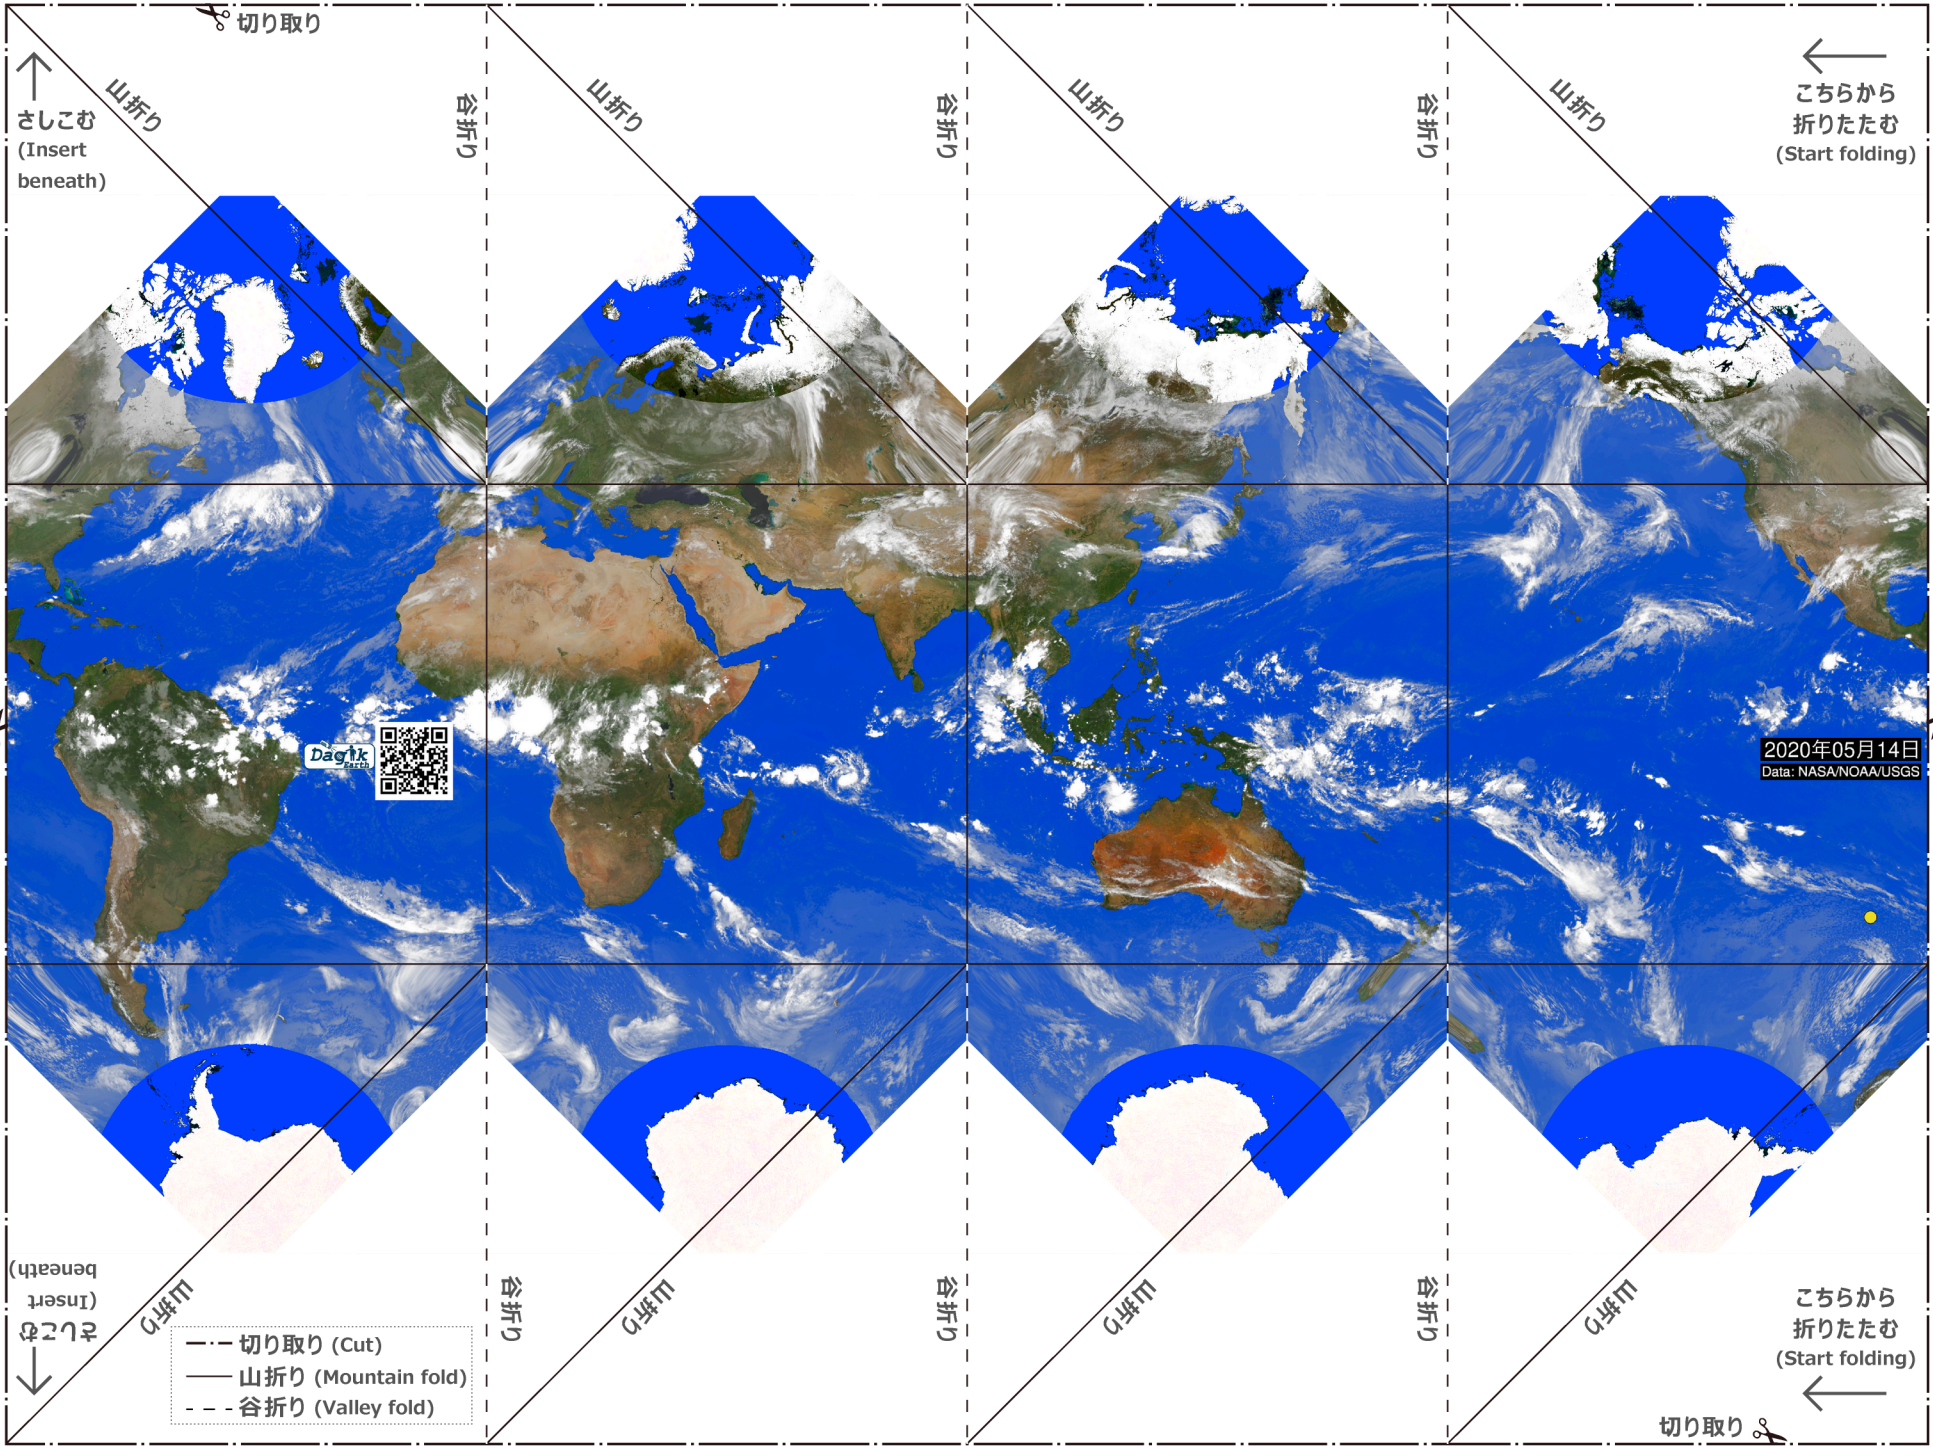 切り取り
山折り
谷折り
山折り
谷折り
山折り
谷折り
山折り
さしこむ
(Insert
beneath)
こちらから
折りたたむ
(Start folding)
Dagik
Earth
2020年05月14日
Data: NASA/NOAA/USGS
さしこむ
(Insert
beneath)
山折り
谷折り
山折り
谷折り
山折り
谷折り
山折り
こちらから
折りたたむ
(Start folding)
切り取り (Cut)
山折り (Mountain fold)
谷折り (Valley fold)
切り取り